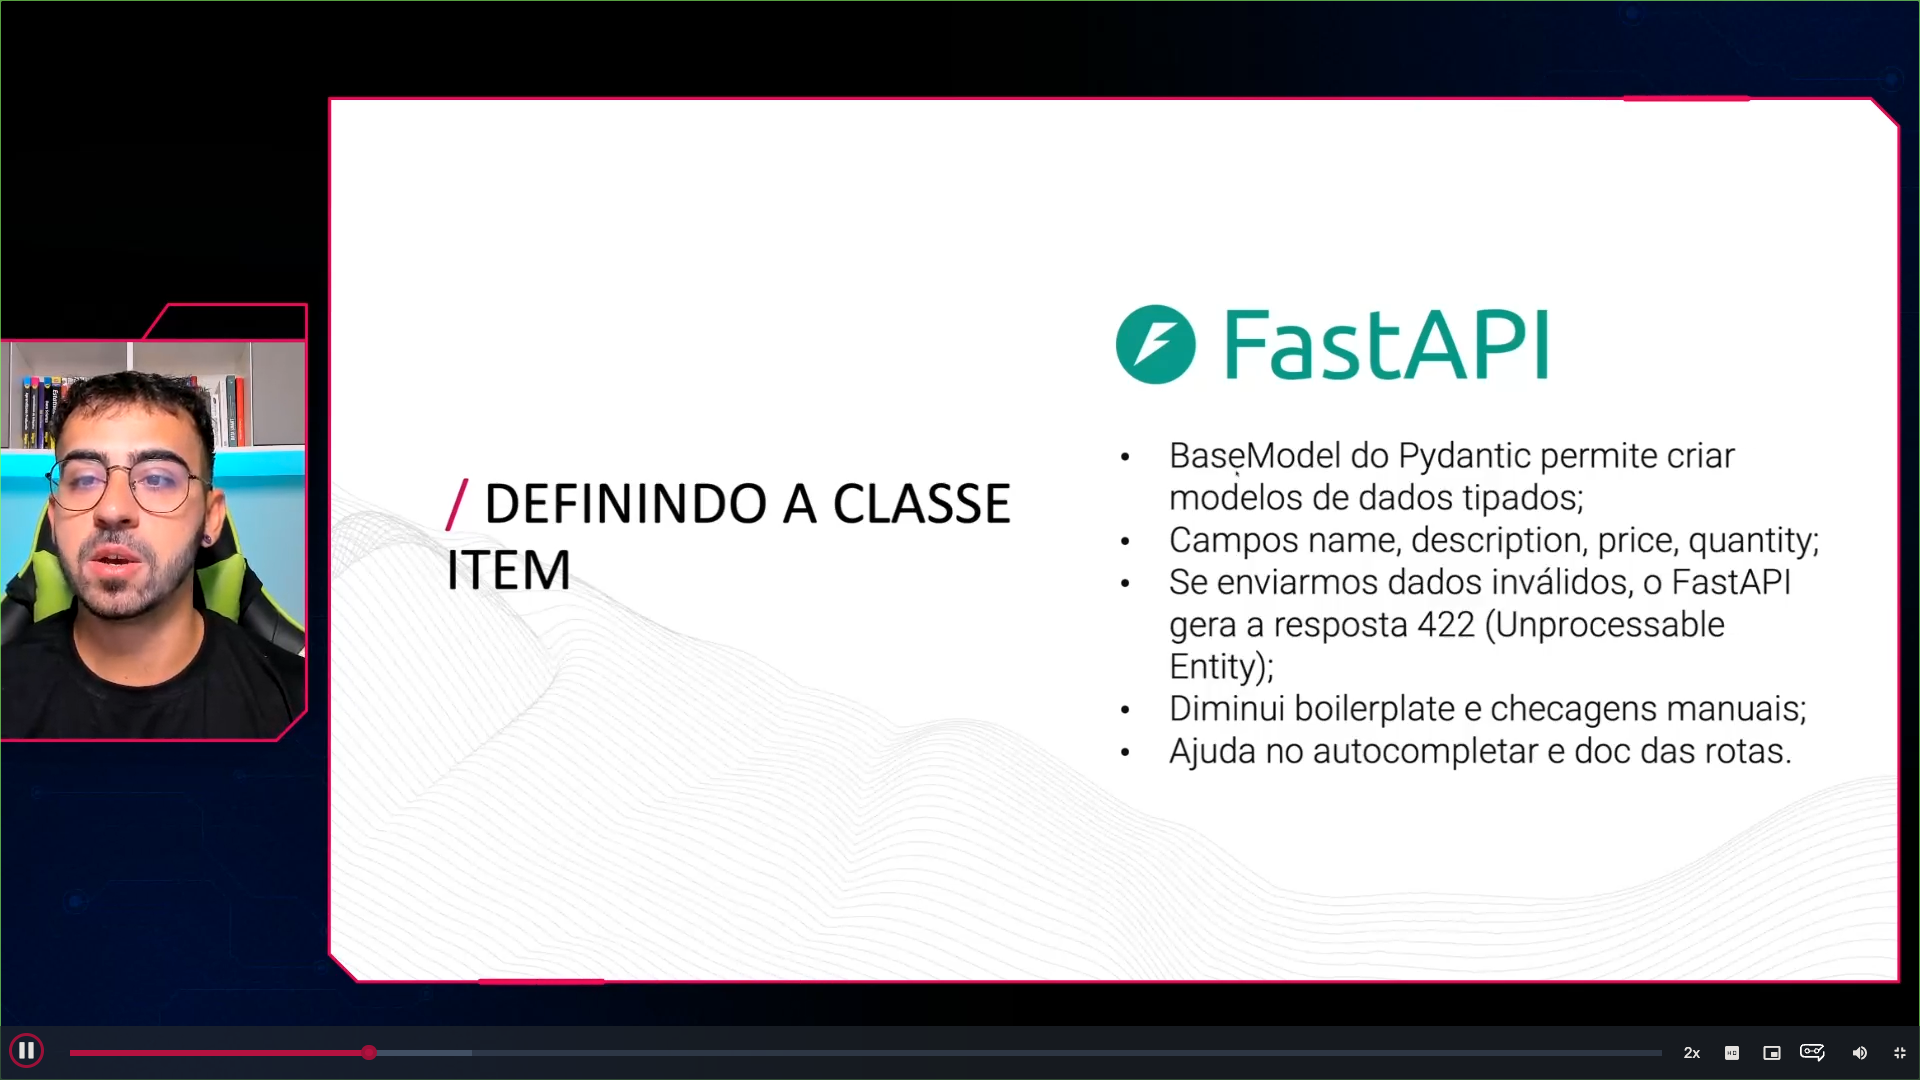 / DEFININDO A CLASSE
ITEM
FastAPI
• BaseModel do Pydantic permite criar
modelos de dados tipados;
• Campos name, description, price, quantity;
• Se enviarmos dados inválidos, o FastAPI
gera a resposta 422 (Unprocessable
Entity);
• Diminui boilerplate e checagens manuais;
• Ajuda no autocompletar e doc das rotas.
2x
HD